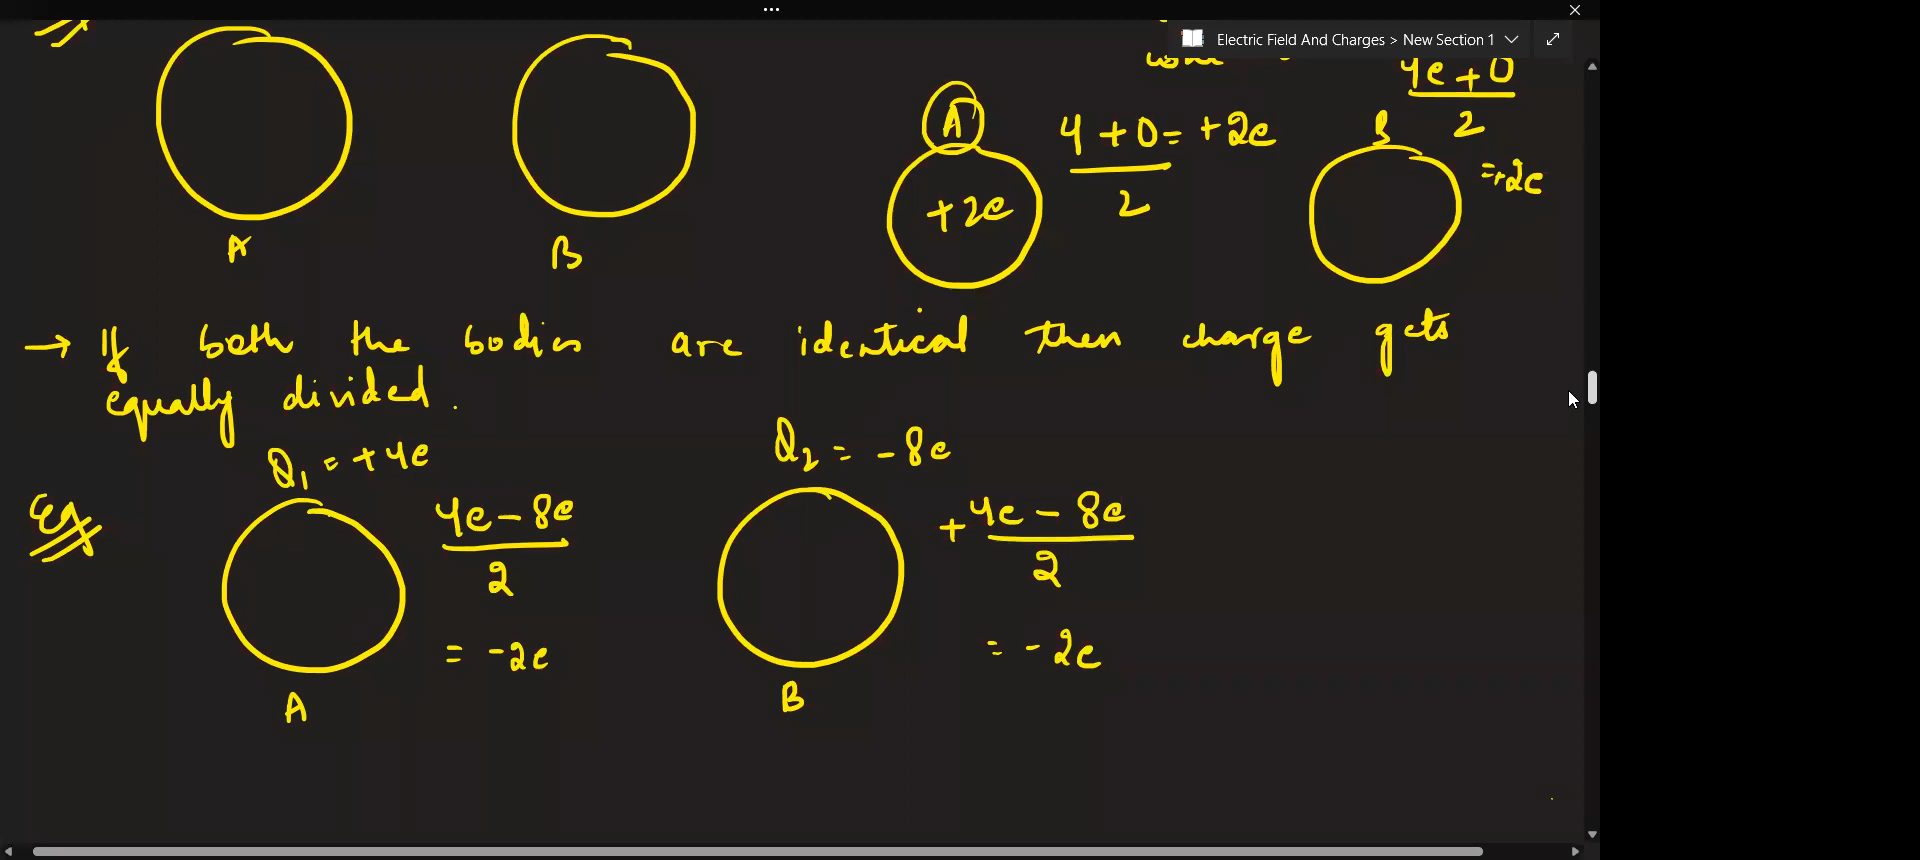 Electric Field And Charges > New Section 1
4e + 0
2
= +2e
A
4 + 0 = +2e
2
+2e
B
A
B
→ If both the bodies are identical then charge gets
equally divided.
Q1 = +4e
Q2 = -8e
Eg
4e - 8e
2
= -2e
A
+4e - 8e
2
= -2e
B